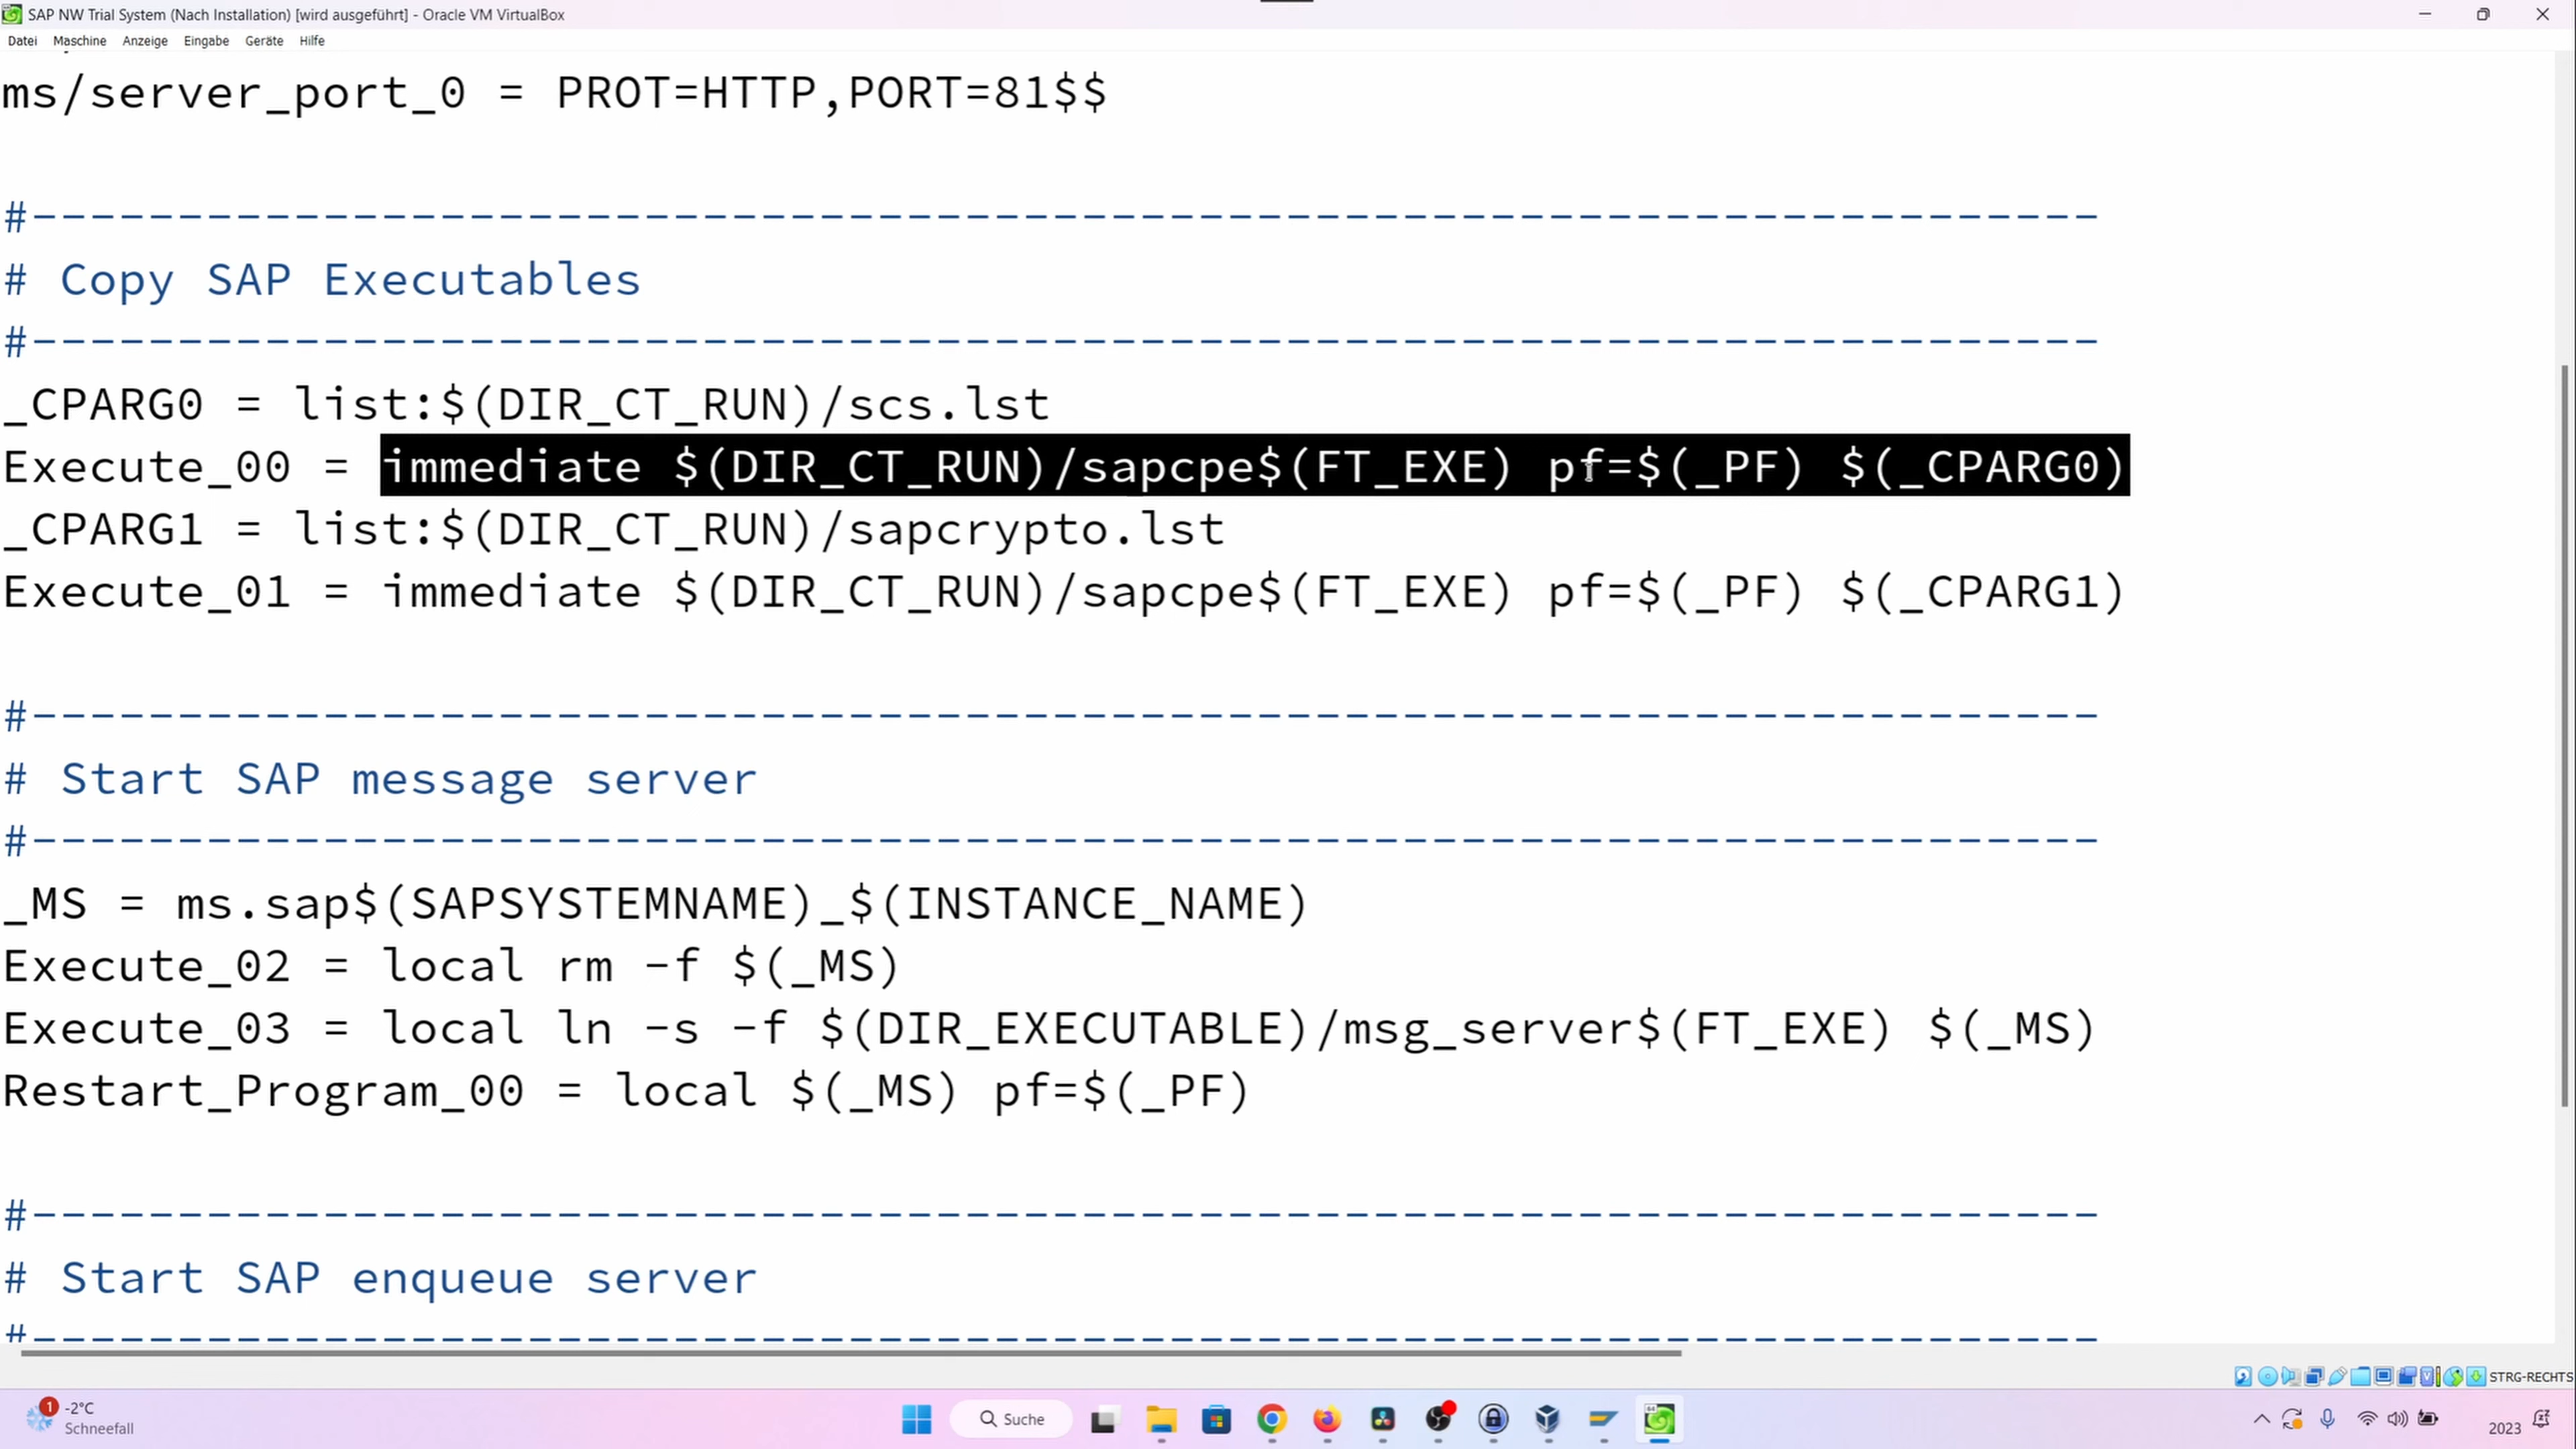 SAP NW Trial System (Nach Installation) [wird ausgeführt] - Oracle VM VirtualBox
Datei Maschine Anzeige Eingabe Geräte Hilfe
ms/server_port_0 = PROT=HTTP,PORT=81$$
#-----------------------------------------------------------------------
# Copy SAP Executables
#-----------------------------------------------------------------------
_CPARG0 = list:$(DIR_CT_RUN)/scs.lst
Execute_00 = immediate $(DIR_CT_RUN)/sapcpe$(FT_EXE) pf=$(_PF) $(_CPARG0)
_CPARG1 = list:$(DIR_CT_RUN)/sapcrypto.lst
Execute_01 = immediate $(DIR_CT_RUN)/sapcpe$(FT_EXE) pf=$(_PF) $(_CPARG1)
#-----------------------------------------------------------------------
# Start SAP message server
#-----------------------------------------------------------------------
_MS = ms.sap$(SAPSYSTEMNAME)_$(INSTANCE_NAME)
Execute_02 = local rm -f $(_MS)
Execute_03 = local ln -s -f $(DIR_EXECUTABLE)/msg_server$(FT_EXE) $(_MS)
Restart_Program_00 = local $(_MS) pf=$(_PF)
#-----------------------------------------------------------------------
# Start SAP enqueue server
#-----------------------------------------------------------------------
STRG-RECHTS
1
-2°C
Schneefall
Suche
2023